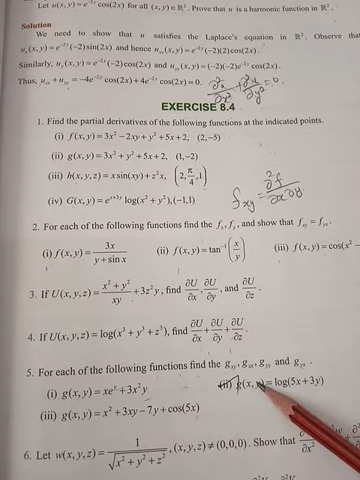 Let u(x, y) = e⁻²ʸ cos(2x) for all (x, y) ∈ ℝ². Prove that u is a harmonic function in ℝ².
Solution
We need to show that u satisfies the Laplace's equation in ℝ². Observe that
uₓ(x, y) = e⁻²ʸ(−2)sin(2x) and hence uₓₓ(x, y) = e⁻²ʸ(−2)(2)cos(2x).
Similarly, u_y(x, y) = e⁻²ʸ(−2)cos(2x) and u_yy(x, y) = (−2)(−2)e⁻²ʸ cos(2x).
Thus, uₓₓ + u_yy = −4e⁻²ʸ cos(2x) + 4e⁻²ʸ cos(2x) = 0.
EXERCISE 8.4
1. Find the partial derivatives of the following functions at the indicated points.
(i) f(x, y) = 3x² − 2xy + y² + 5x + 2, (2, −5)
(ii) g(x, y) = 3x² + y² + 5x + 2, (1, −2)
(iii) h(x, y, z) = x sin(xy) + z²x, (2, π/4, 1)
f_xy = ∂²f/∂x∂y
(iv) G(x, y) = eˣ⁺³ʸ log(x² + y²), (−1, 1)
2. For each of the following functions find the fₓ, f_y, and show that f_xy = f_yx.
(i) f(x, y) = 3x/(y + sin x) (ii) f(x, y) = tan⁻¹(x/y) (iii) f(x, y) = cos(x² −
3. If U(x, y, z) = (x² + y²)/xy + 3z²y, find ∂U/∂x, ∂U/∂y, and ∂U/∂z.
4. If U(x, y, z) = log(x³ + y³ + z³), find ∂U/∂x + ∂U/∂y + ∂U/∂z.
5. For each of the following functions find the g_xy, g_xx, g_yy and g_yx.
(i) g(x, y) = xeʸ + 3x²y (ii) g(x, y) = log(5x + 3y)
(iii) g(x, y) = x² + 3xy − 7y + cos(5x)
6. Let w(x, y, z) = 1/√(x² + y² + z²), (x, y, z) ≠ (0, 0, 0). Show that